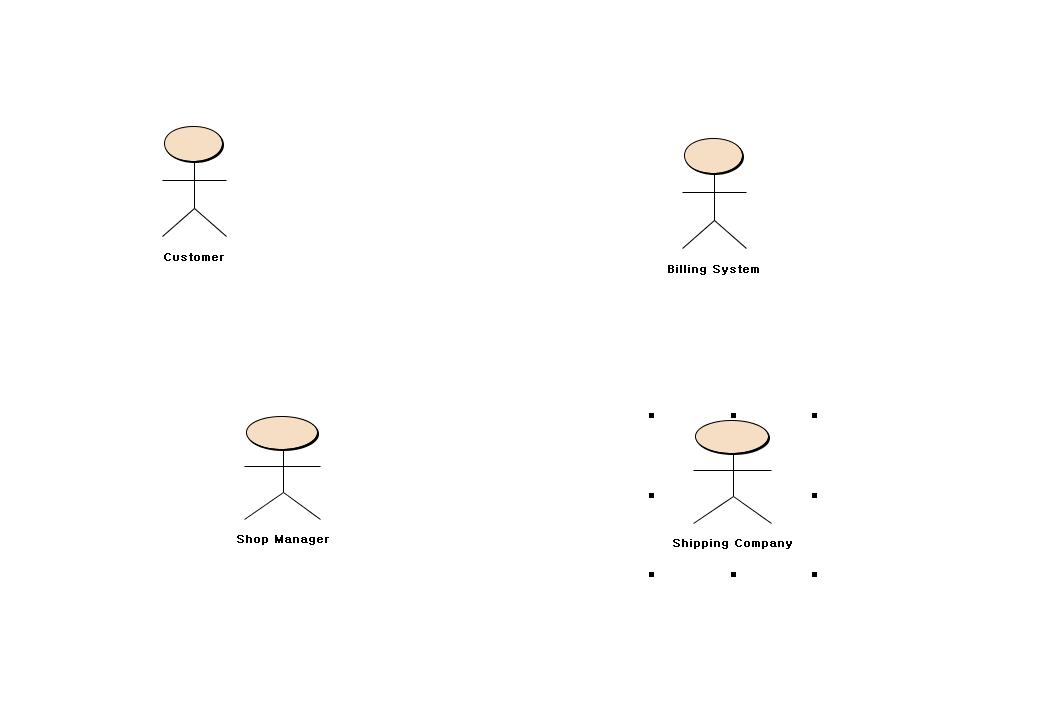 Customer
Billing System
Shop Manager
Shipping Company